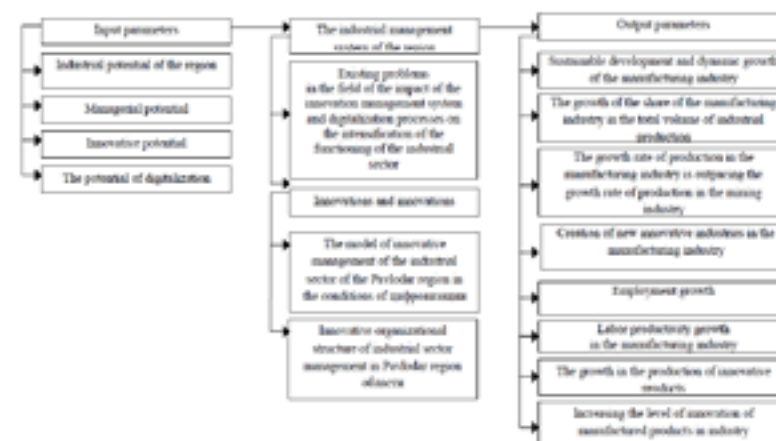 Input parameters
Industrial potential of the region
Managerial potential
Innovative potential
The potential of digitalization
The industrial management
system of the region
Existing problems
in the field of the impact of the
innovation management system
and digitalization processes on
the intensification of the
functioning of the industrial
sector
Innovations and innovations
The model of innovative
management of the industrial
sector of the Pavlodar region in
the conditions of цифровизации
Innovative organizational
structure of industrial sector
management in Pavlodar region
области
Output parameters
Sustainable development and dynamic growth
of the manufacturing industry
The growth of the share of the manufacturing
industry in the total volume of industrial
production
The growth rate of production in the
manufacturing industry is outpacing the
growth rate of production in the mining
industry
Creation of new innovative industries in the
manufacturing industry
Employment growth
Labor productivity growth
in the manufacturing industry
The growth in the production of innovative
products
Increasing the level of innovation of
manufactured products in industry